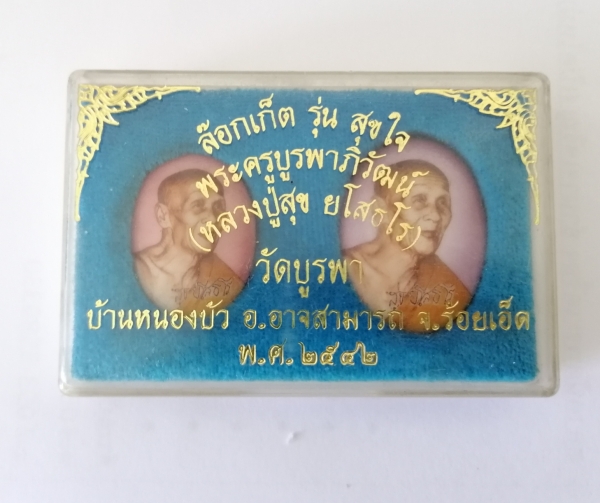 ล๊อกเก็ต รุ่น สุขใจ
พระครูบูรพาภิวัฒน์
(หลวงปู่สุข ยโสธโร)
วัดบูรพา
บ้านหนองบัว อ.อาจสามารถ จ.ร้อยเอ็ด
พ.ศ.๒๕๔๒